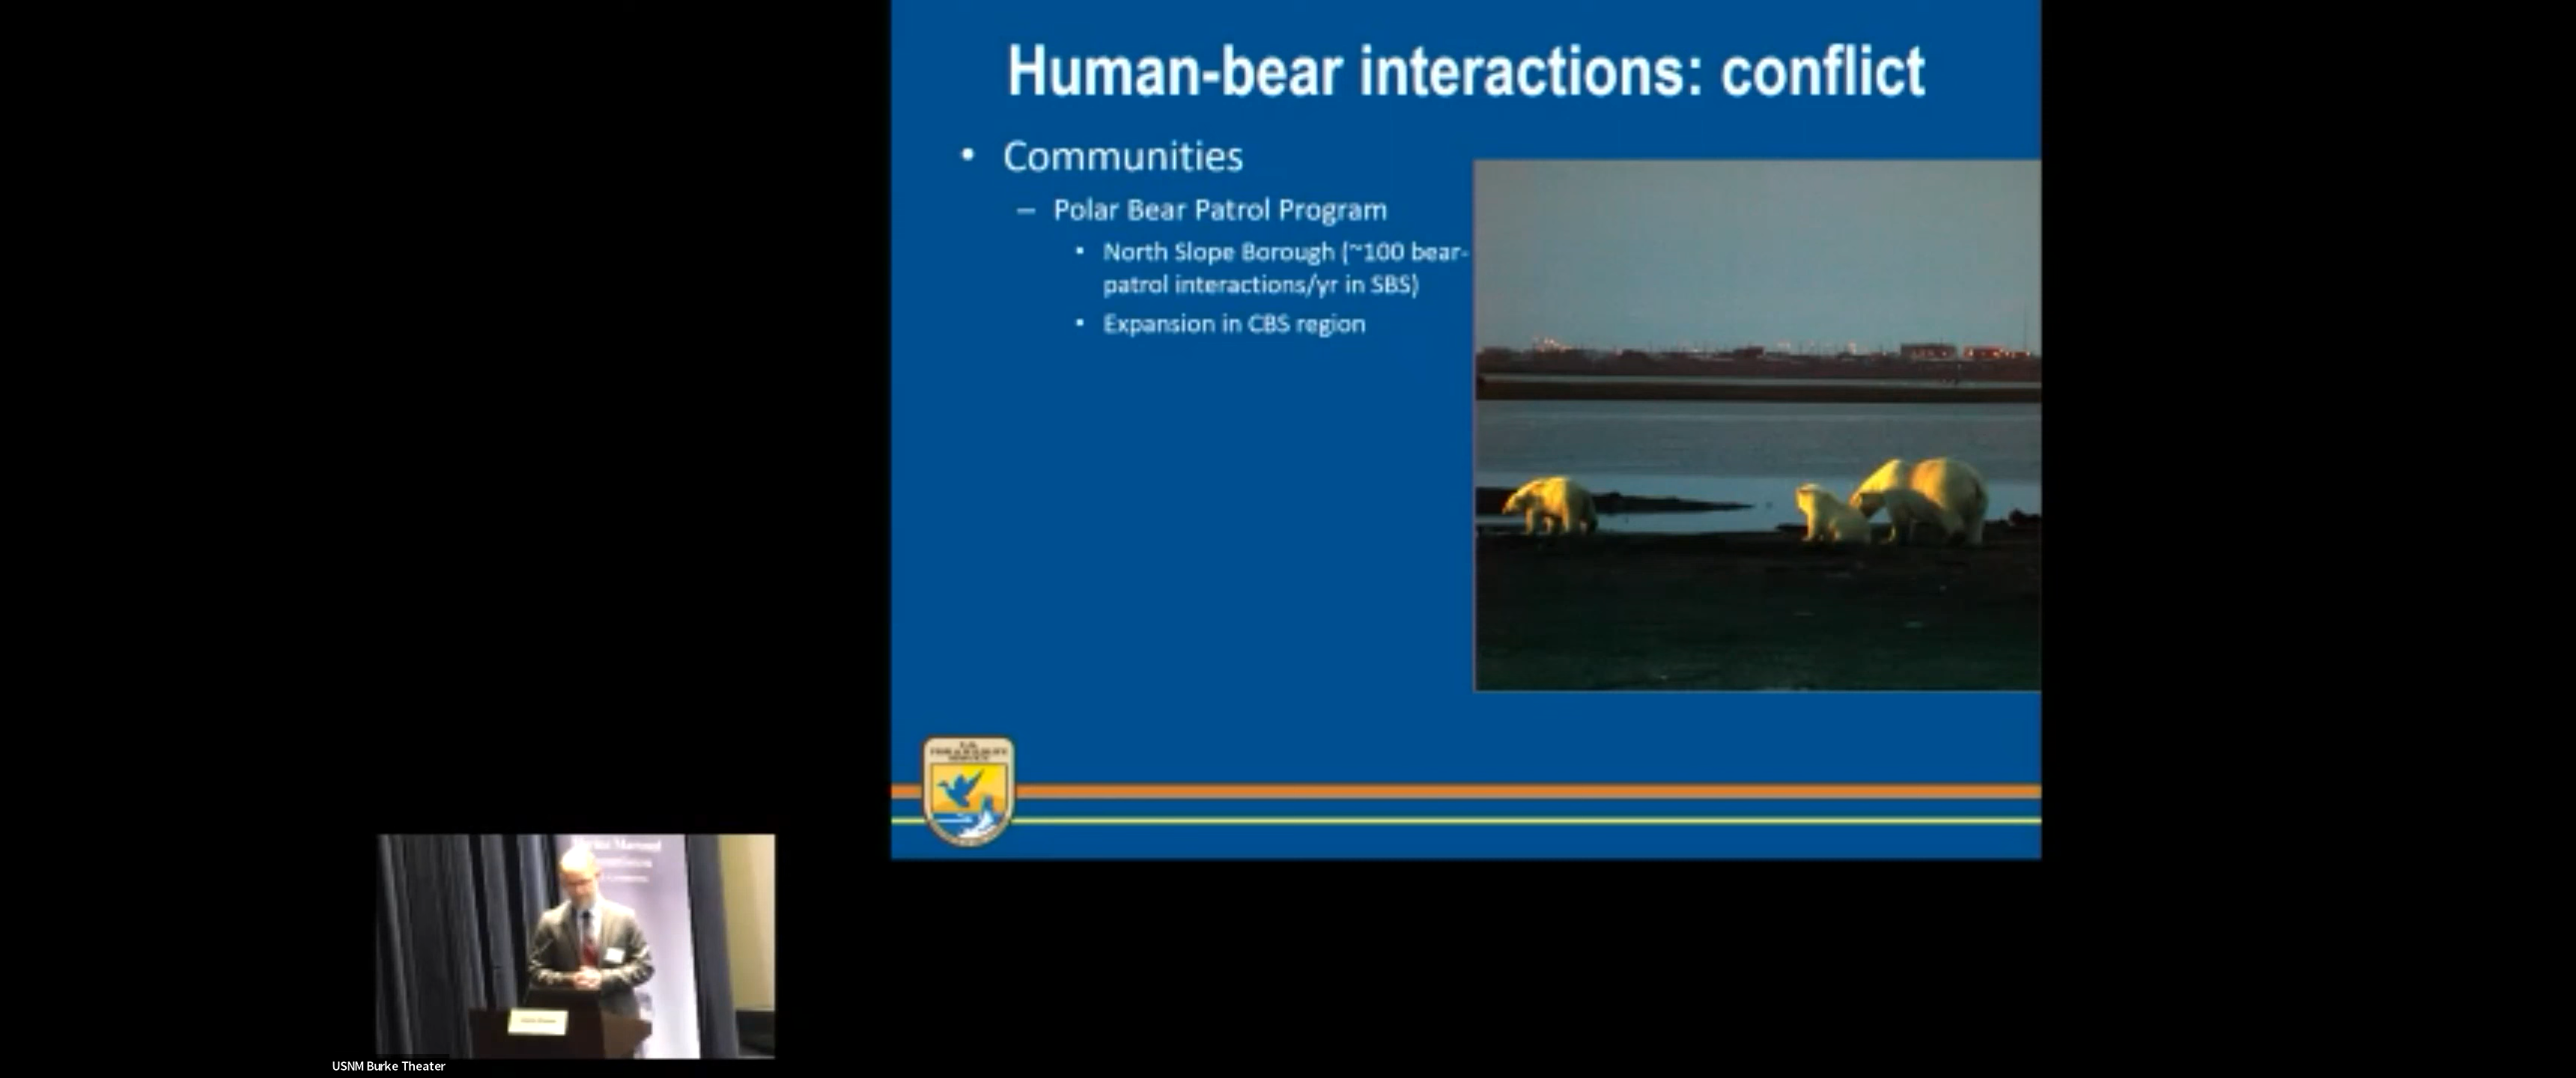 Human-bear interactions: conflict
• Communities
– Polar Bear Patrol Program
• North Slope Borough (~100 bear-
patrol interactions/yr in SBS)
• Expansion in CBS region
USNM Burke Theater